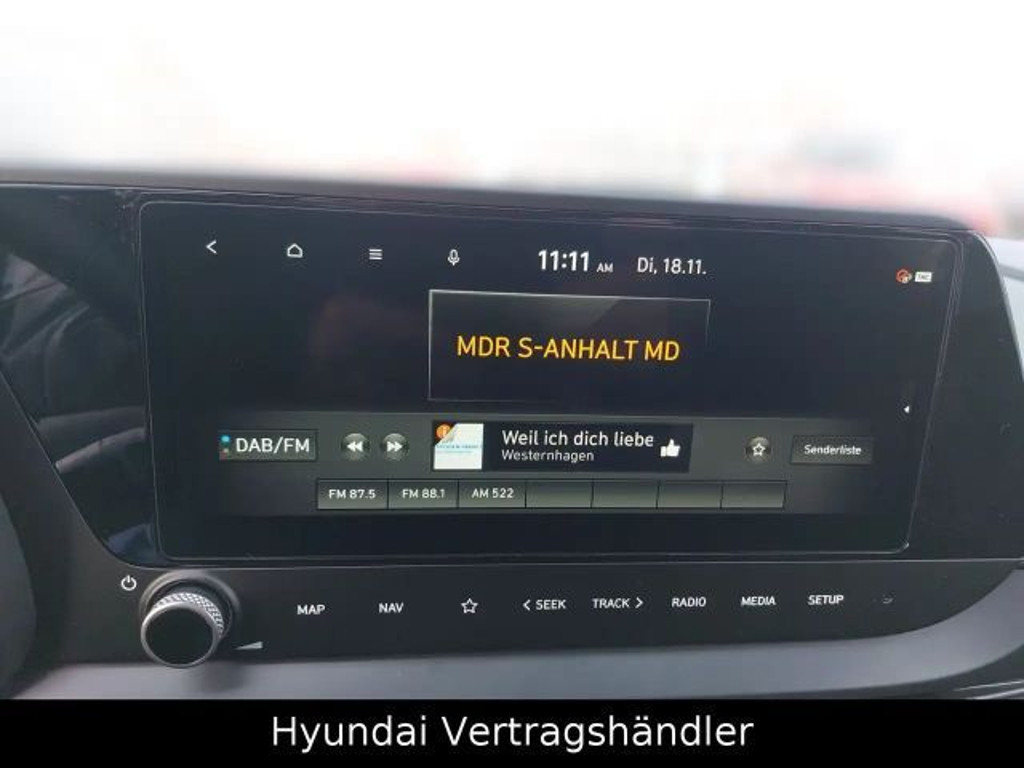 11:11 AM Di, 18.11.
MDR S-ANHALT MD
DAB/FM
Weil ich dich liebe
Westernhagen
Senderliste
FM 87.5 FM 88.1 AM 522
MAP NAV < SEEK TRACK > RADIO MEDIA SETUP
Hyundai Vertragshändler